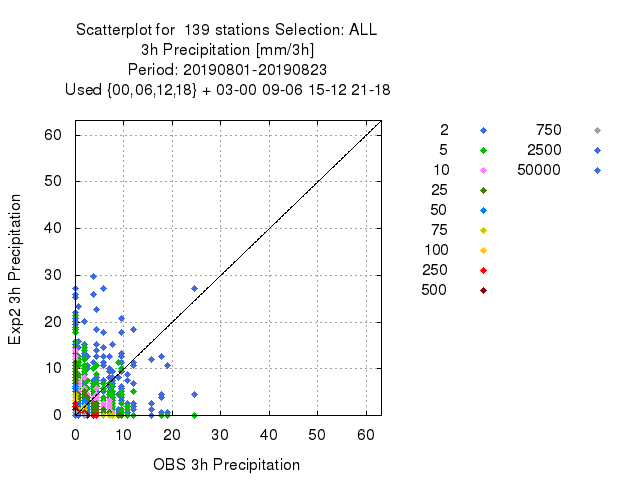 Scatterplot for 139 stations Selection: ALL
3h Precipitation [mm/3h]
Period: 20190801-20190823
Used {00,06,12,18} + 03-00 09-06 15-12 21-18
60
50
40
30
20
10
0
0 10 20 30 40 50 60
Exp2 3h Precipitation
OBS 3h Precipitation
2
5
10
25
50
75
100
250
500
750
2500
50000